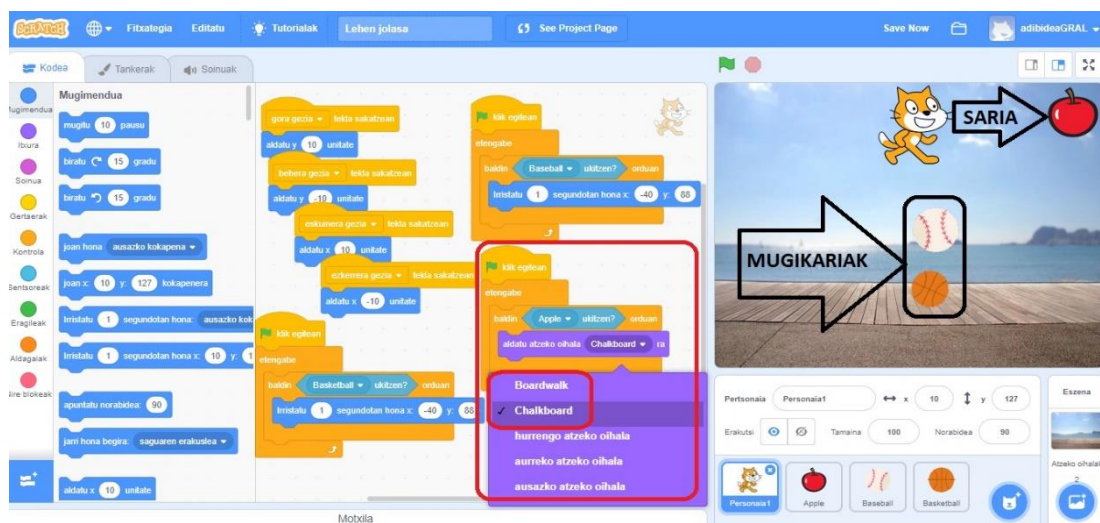 SCRATCH Fitxategia Editatu Tutorialak Lehen jolasa See Project Page Save Now adibideaGRAL
Kodea Tankerak Soinuak
Mugimendua
Mugimendua
Itxura
Soinua
Gertaerak
Kontrola
Sentsoreak
Eragileak
Aldagaiak
Nire blokeak
mugitu 10 pausu
biratu 15 gradu
biratu 15 gradu
joan hona ausazko kokapena
joan x: 10 y: 127 kokapenera
Irristatu 1 segundotan hona: ausazko kok
Irristatu 1 segundotan hona x: 10 y: 1
apuntatu norabidea: 90
jarri hona begira: saguaren erakuslea
aldatu x 10 unitate
gora gezia tekla sakatzean
aldatu y 10 unitate
behera gezia tekla sakatzean
aldatu y -10 unitate
eskuinera gezia tekla sakatzean
aldatu x 10 unitate
ezkerrera gezia tekla sakatzean
aldatu x -10 unitate
klik egitean
etengabe
baldin Basketball ukitzen? orduan
Irristatu 1 segundotan hona x: -40 y: 88
klik egitean
etengabe
baldin Baseball ukitzen? orduan
Irristatu 1 segundotan hona x: -40 y: 88
klik egitean
etengabe
baldin Apple ukitzen? orduan
aldatu atzeko oihala Chalkboard ra
Boardwalk
✓ Chalkboard
hurrengo atzeko oihala
aurreko atzeko oihala
ausazko atzeko oihala
Motxila
SARIA
MUGIKARIAK
Pertsonaia Personaia1 x 10 y 127
Erakutsi Tamaina 100 Norabidea 90
Personaia1 Apple Baseball Basketball
Eszena
Atzeko oihalak
2